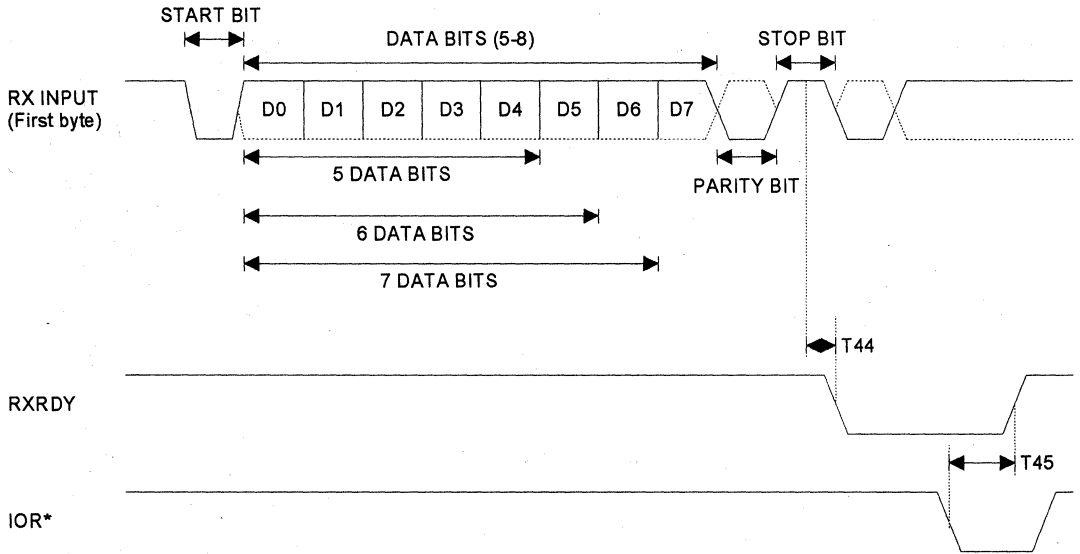 START BIT
DATA BITS (5-8)
STOP BIT
RX INPUT
(First byte)
D0 D1 D2 D3 D4 D5 D6 D7
5 DATA BITS
PARITY BIT
6 DATA BITS
7 DATA BITS
T44
RXRDY
T45
IOR*